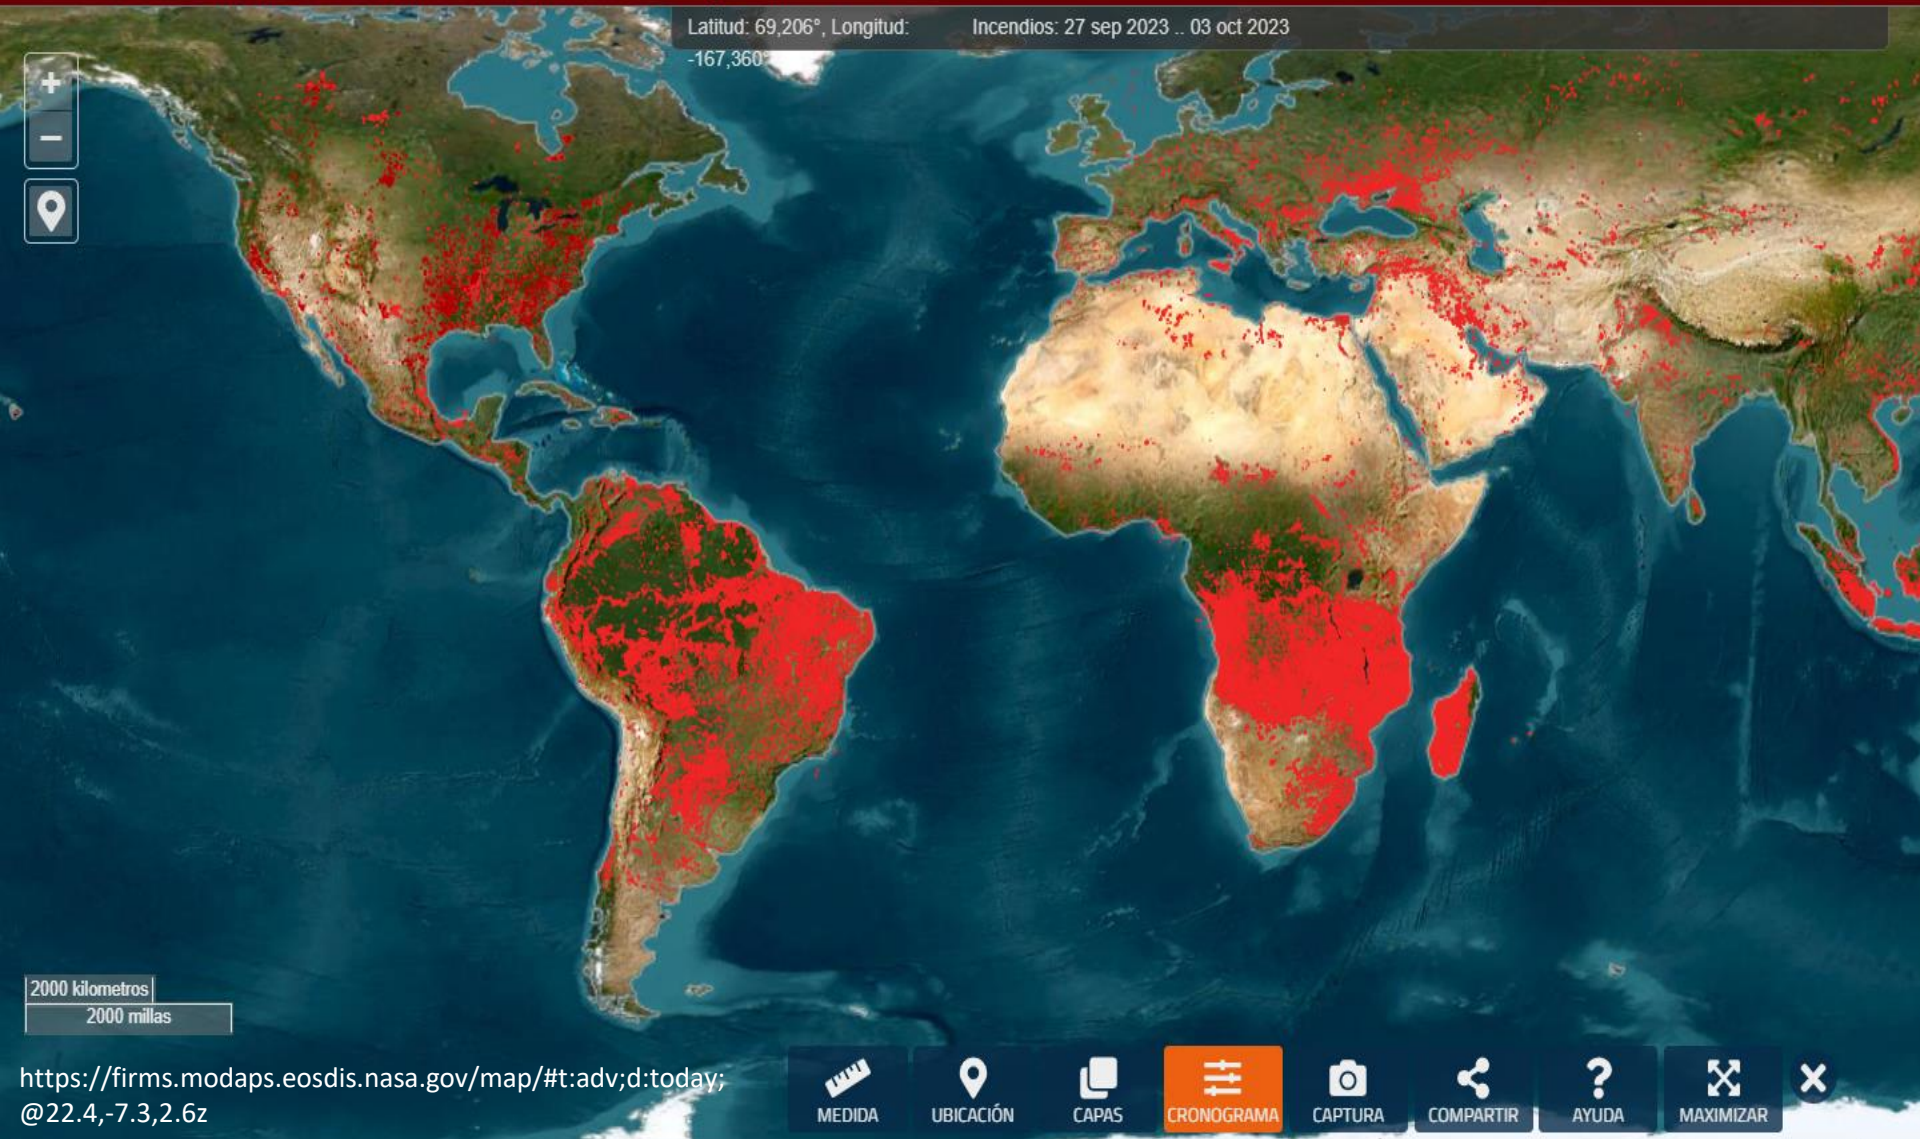 Latitud: 69,206°, Longitud:
-167,360°
Incendios: 27 sep 2023 .. 03 oct 2023
+
−
2000 kilometros
2000 millas
https://firms.modaps.eosdis.nasa.gov/map/#t:adv;d:today;
@22.4,-7.3,2.6z
MEDIDA
UBICACIÓN
CAPAS
CRONOGRAMA
CAPTURA
COMPARTIR
?
AYUDA
MAXIMIZAR